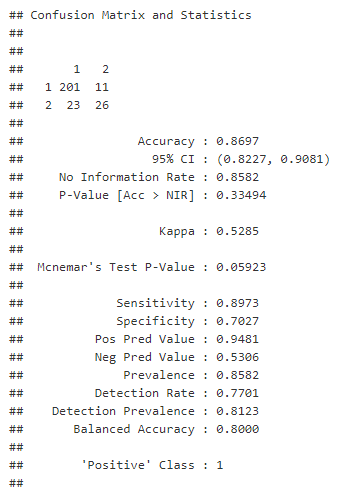 ## Confusion Matrix and Statistics
##
##
##       1   2
##   1 201  11
##   2  23  26
##
##                Accuracy : 0.8697
##                  95% CI : (0.8227, 0.9081)
##     No Information Rate : 0.8582
##     P-Value [Acc > NIR] : 0.33494
##
##                   Kappa : 0.5285
##
##  Mcnemar's Test P-Value : 0.05923
##
##             Sensitivity : 0.8973
##             Specificity : 0.7027
##          Pos Pred Value : 0.9481
##          Neg Pred Value : 0.5306
##              Prevalence : 0.8582
##          Detection Rate : 0.7701
##    Detection Prevalence : 0.8123
##       Balanced Accuracy : 0.8000
##
##        'Positive' Class : 1
##